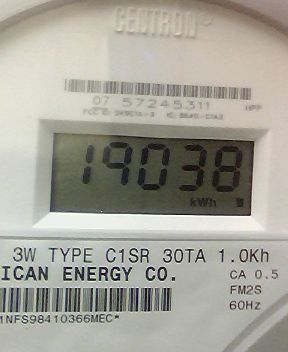 CENTRON
07 57245311
19038
kWh
3W TYPE C1SR 30TA 1.0Kh
ICAN ENERGY CO.
CA 0.5
FM2S
60Hz
1NFS98410366MEC*